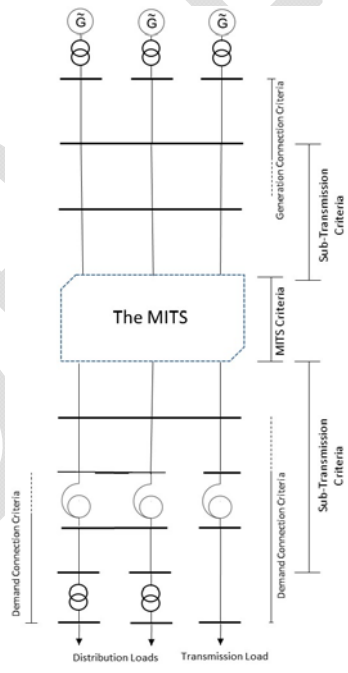 G̃ G̃ G̃
Generation Connection Criteria
Sub-Transmission
Criteria
The MITS
MITS Criteria
Sub-Transmission
Criteria
Demand Connection Criteria
Demand Connection Criteria
Distribution Loads Transmission Load